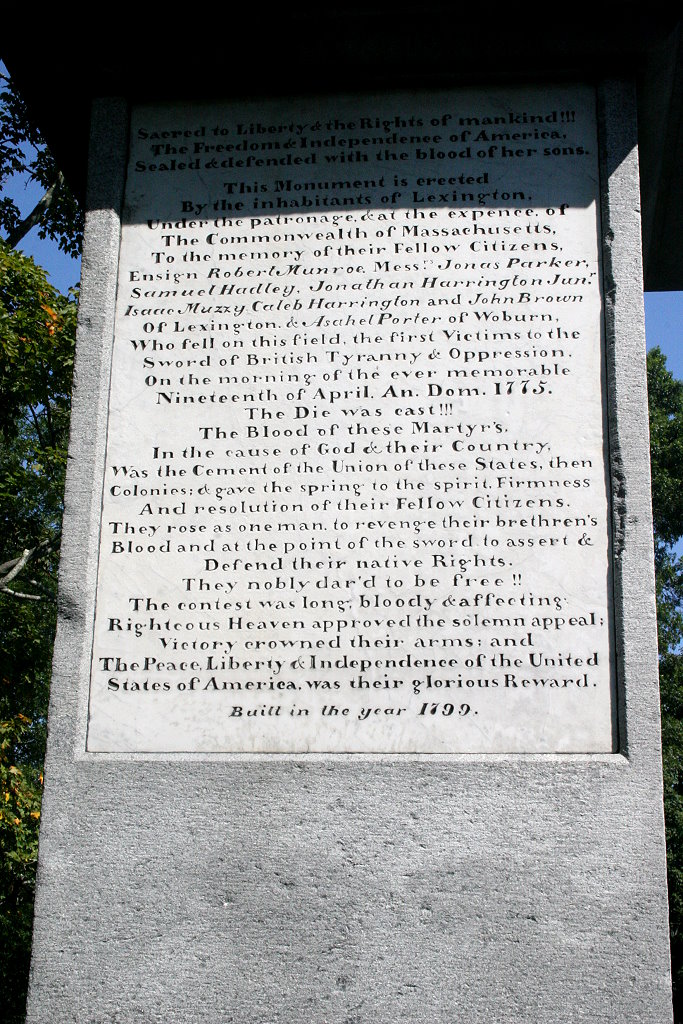 Sacred to Liberty & the Rights of mankind!!!
The Freedom & Independence of America,
Sealed & defended with the blood of her sons.
This Monument is erected
By the inhabitants of Lexington,
Under the patronage, & at the expence, of
The Commonwealth of Massachusetts,
To the memory of their Fellow Citizens,
Ensign Robert Munroe, Messrs. Jonas Parker,
Samuel Hadley, Jonathan Harrington Junr.
Isaac Muzzy, Caleb Harrington and John Brown
Of Lexington, & Asahel Porter of Woburn,
Who fell on this field, the first Victims to the
Sword of British Tyranny & Oppression,
On the morning of the ever memorable
Nineteenth of April, An. Dom. 1775.
The Die was cast!!!
The Blood of these Martyr's,
In the cause of God & their Country,
Was the Cement of the Union of these States, then
Colonies; & gave the spring to the spirit, Firmness
And resolution of their Fellow Citizens.
They rose as one man, to revenge their brethren's
Blood and at the point of the sword to assert &
Defend their native Rights.
They nobly dar'd to be free!!
The contest was long, bloody & affecting.
Righteous Heaven approved the solemn appeal;
Victory crowned their arms; and
The Peace, Liberty & Independence of the United
States of America, was their glorious Reward.
Built in the year 1799.